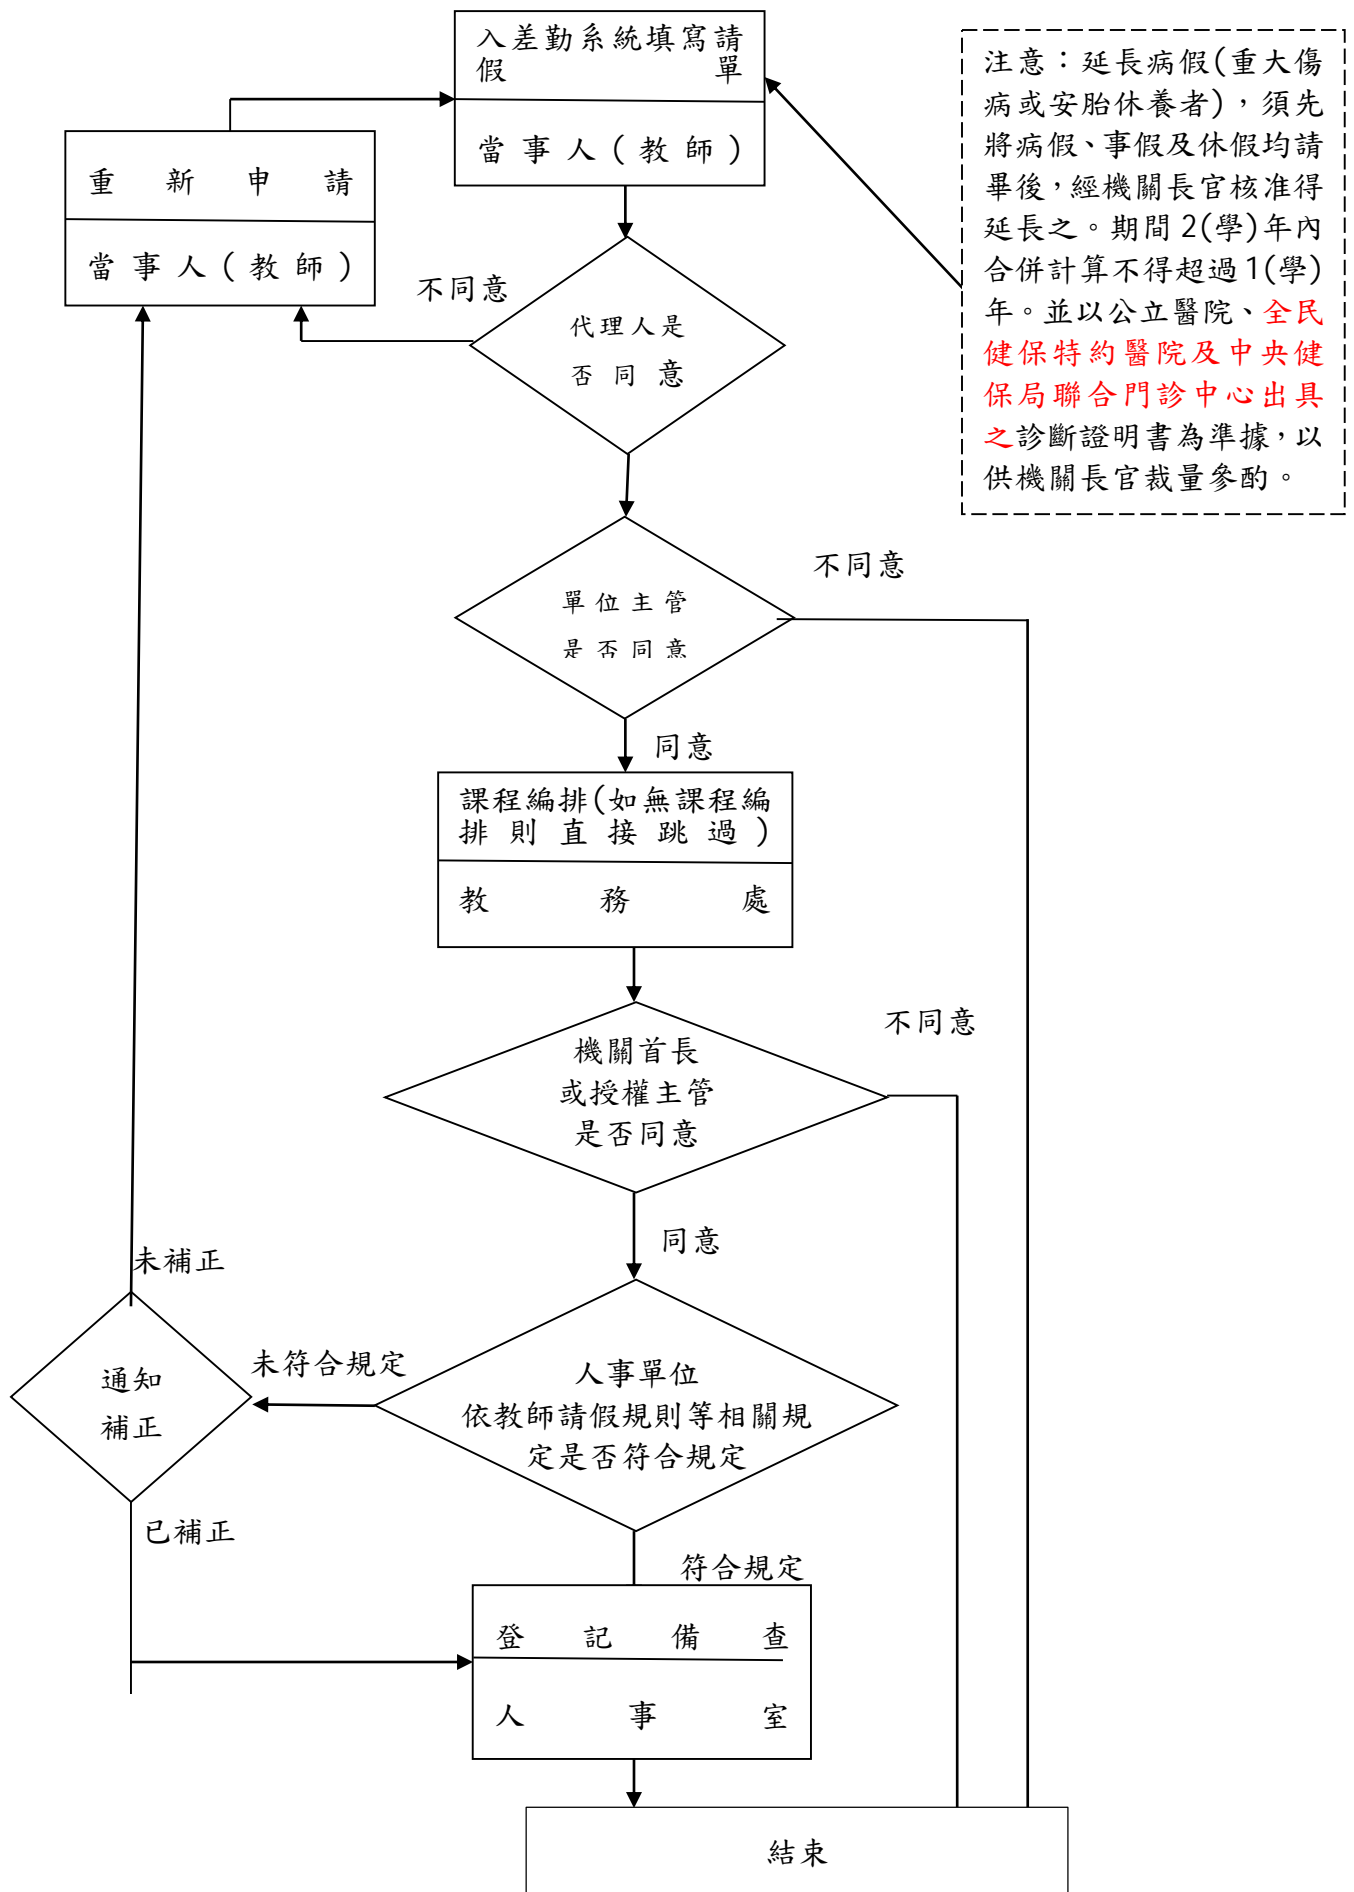 入差勤系統填寫請
假單
當事人(教師)
注意：延長病假(重大傷
病或安胎休養者)，須先
將病假、事假及休假均請
畢後，經機關長官核准得
延長之。期間2(學)年內
合併計算不得超過1(學)
年。並以公立醫院、全民
健保特約醫院及中央健
保局聯合門診中心出具
之診斷證明書為準據，以
供機關長官裁量參酌。
重新申請
當事人(教師)
不同意
代理人是
否同意
不同意
單位主管
是否同意
同意
課程編排(如無課程編
排則直接跳過)
教務處
不同意
機關首長
或授權主管
是否同意
同意
未補正
未符合規定
通知
補正
人事單位
依教師請假規則等相關規
定是否符合規定
已補正
符合規定
登記備查
人事室
結束